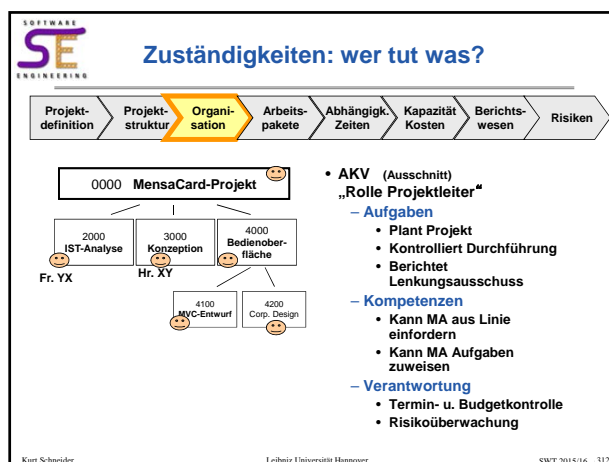 SOFTWARE
SE
ENGINEERING
Zuständigkeiten: wer tut was?
Projekt-
definition
Projekt-
struktur
Organi-
sation
Arbeits-
pakete
Abhängigk.
Zeiten
Kapazität
Kosten
Berichts-
wesen
Risiken
0000 MensaCard-Projekt
2000
IST-Analyse
Fr. YX
3000
Konzeption
Hr. XY
4000
Bedienober-
fläche
4100
MVC-Entwurf
4200
Corp. Design
• AKV (Ausschnitt)
„Rolle Projektleiter“
– Aufgaben
• Plant Projekt
• Kontrolliert Durchführung
• Berichtet
Lenkungsausschuss
– Kompetenzen
• Kann MA aus Linie
einfordern
• Kann MA Aufgaben
zuweisen
– Verantwortung
• Termin- u. Budgetkontrolle
• Risikoüberwachung
Kurt Schneider
Leibniz Universität Hannover
SWT 2015/16 312